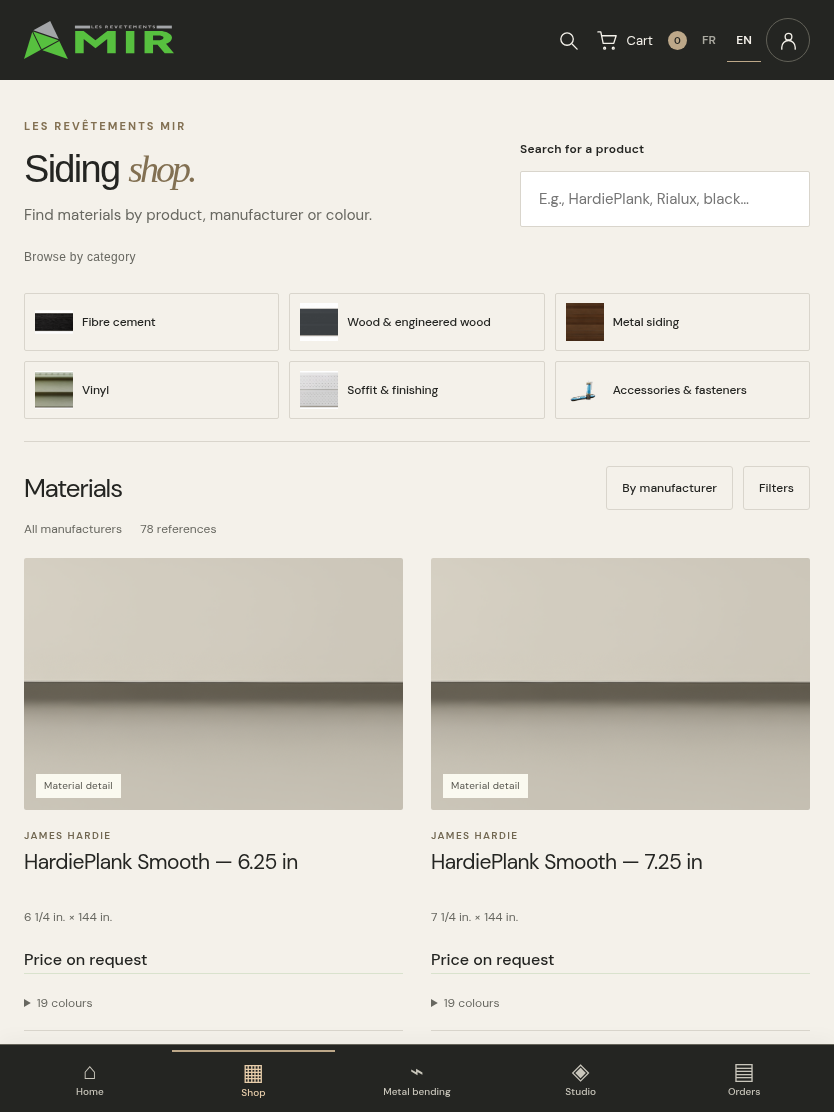 LES REVÊTEMENTS
MIR
Cart
0
FR
EN
LES REVÊTEMENTS MIR
Siding shop.
Find materials by product, manufacturer or colour.
Search for a product
E.g., HardiePlank, Rialux, black...
Browse by category
Fibre cement
Wood & engineered wood
Metal siding
Vinyl
Soffit & finishing
Accessories & fasteners
Materials
By manufacturer
Filters
All manufacturers
78 references
Material detail
Material detail
JAMES HARDIE
HardiePlank Smooth — 6.25 in
6 1/4 in. × 144 in.
Price on request
19 colours
JAMES HARDIE
HardiePlank Smooth — 7.25 in
7 1/4 in. × 144 in.
Price on request
19 colours
Home
Shop
Metal bending
Studio
Orders